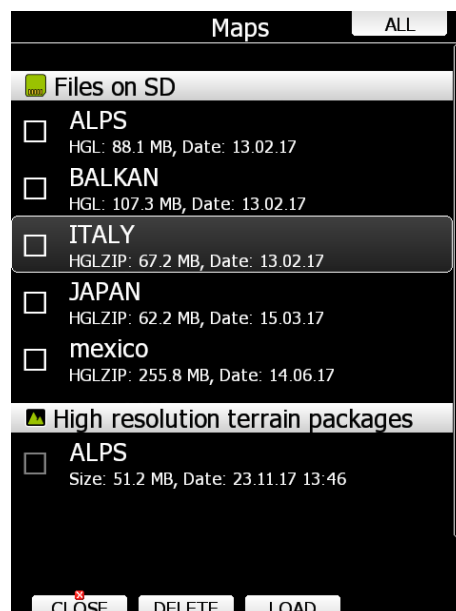 Maps
ALL
Files on SD
ALPS
HGL: 88.1 MB, Date: 13.02.17
BALKAN
HGL: 107.3 MB, Date: 13.02.17
ITALY
HGLZIP: 67.2 MB, Date: 13.02.17
JAPAN
HGLZIP: 62.2 MB, Date: 15.03.17
mexico
HGLZIP: 255.8 MB, Date: 14.06.17
High resolution terrain packages
ALPS
Size: 51.2 MB, Date: 23.11.17 13:46
CLOSE
DELETE
LOAD